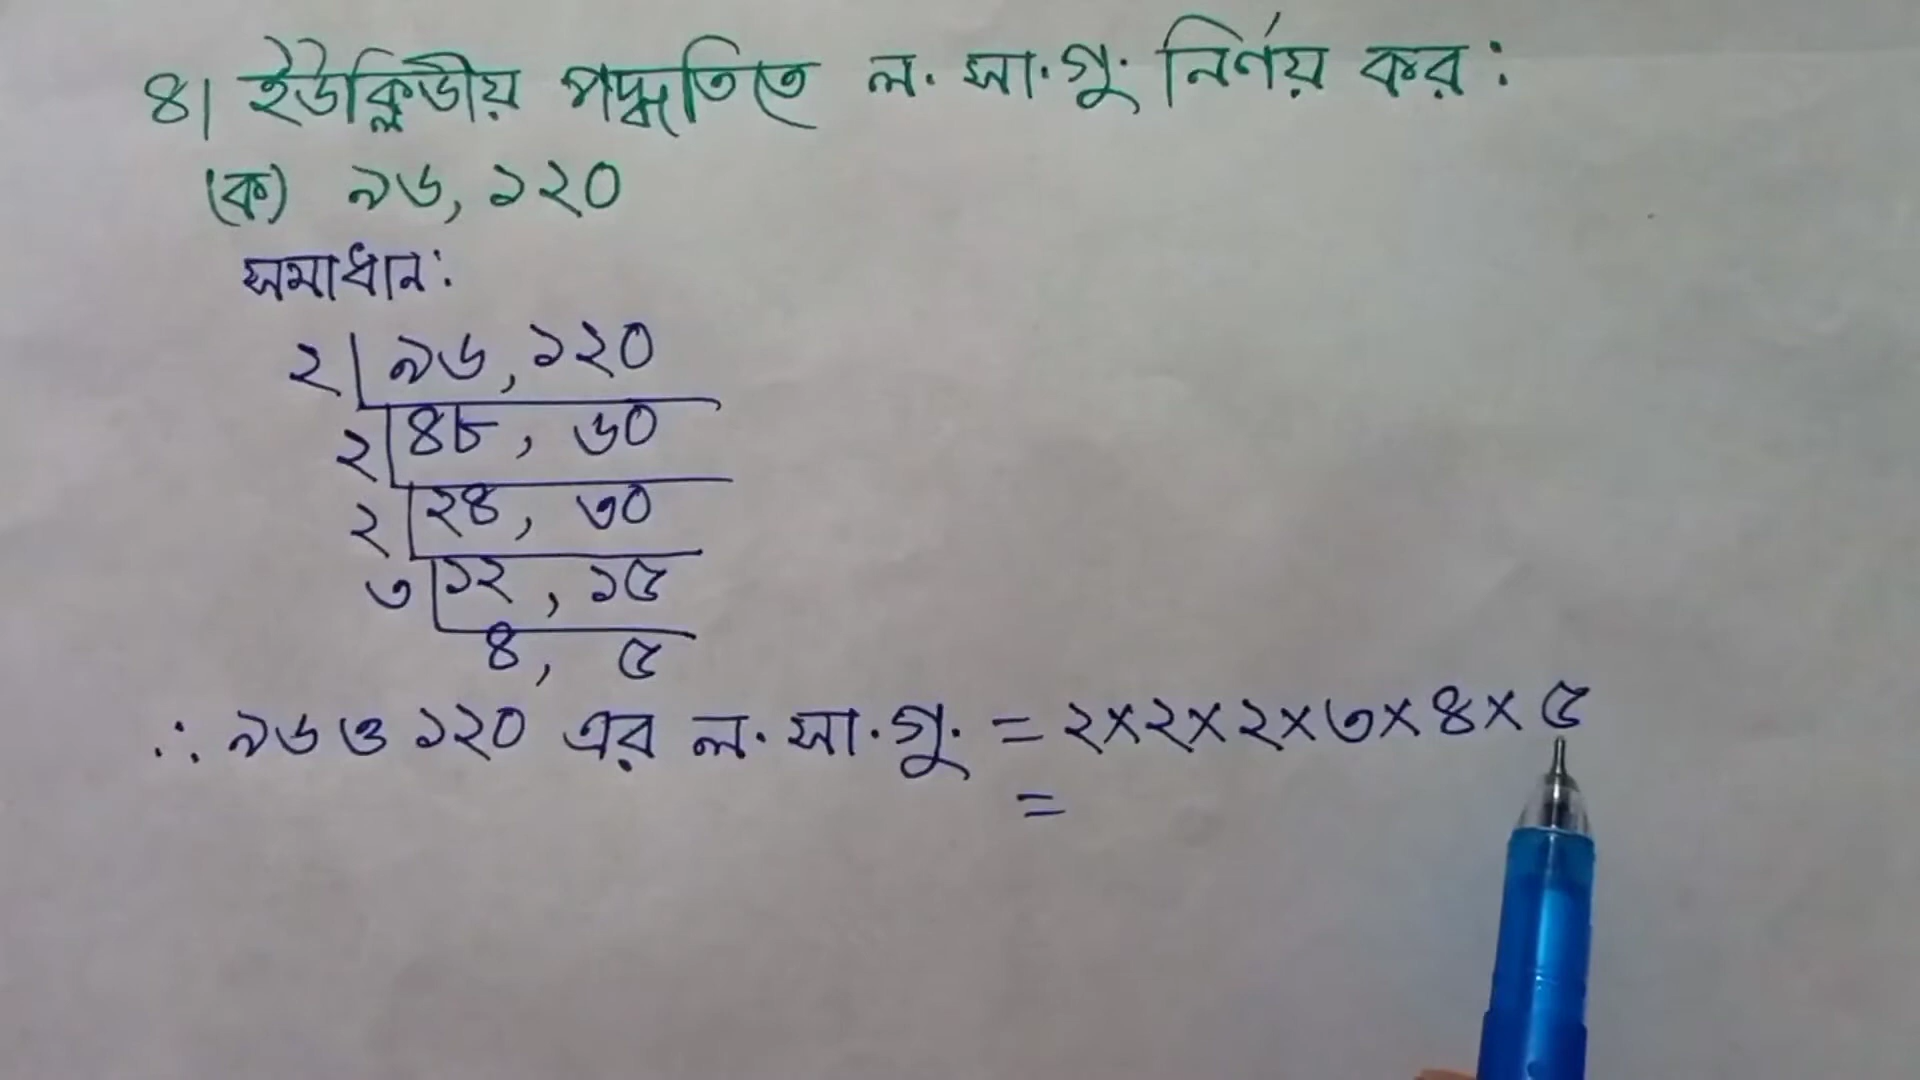 ৪। ইউক্লিডীয় পদ্ধতিতে ল. সা. গু. নির্ণয় কর :
(ক) ৯৬, ১২০
সমাধান:
২ | ৯৬, ১২০
২ | ৪৮, ৬০
২ | ২৪, ৩০
৩ | ১২, ১৫
৪, ৫
∴ ৯৬ ও ১২০ এর ল. সা. গু. = ২×২×২×৩×৪×৫
=